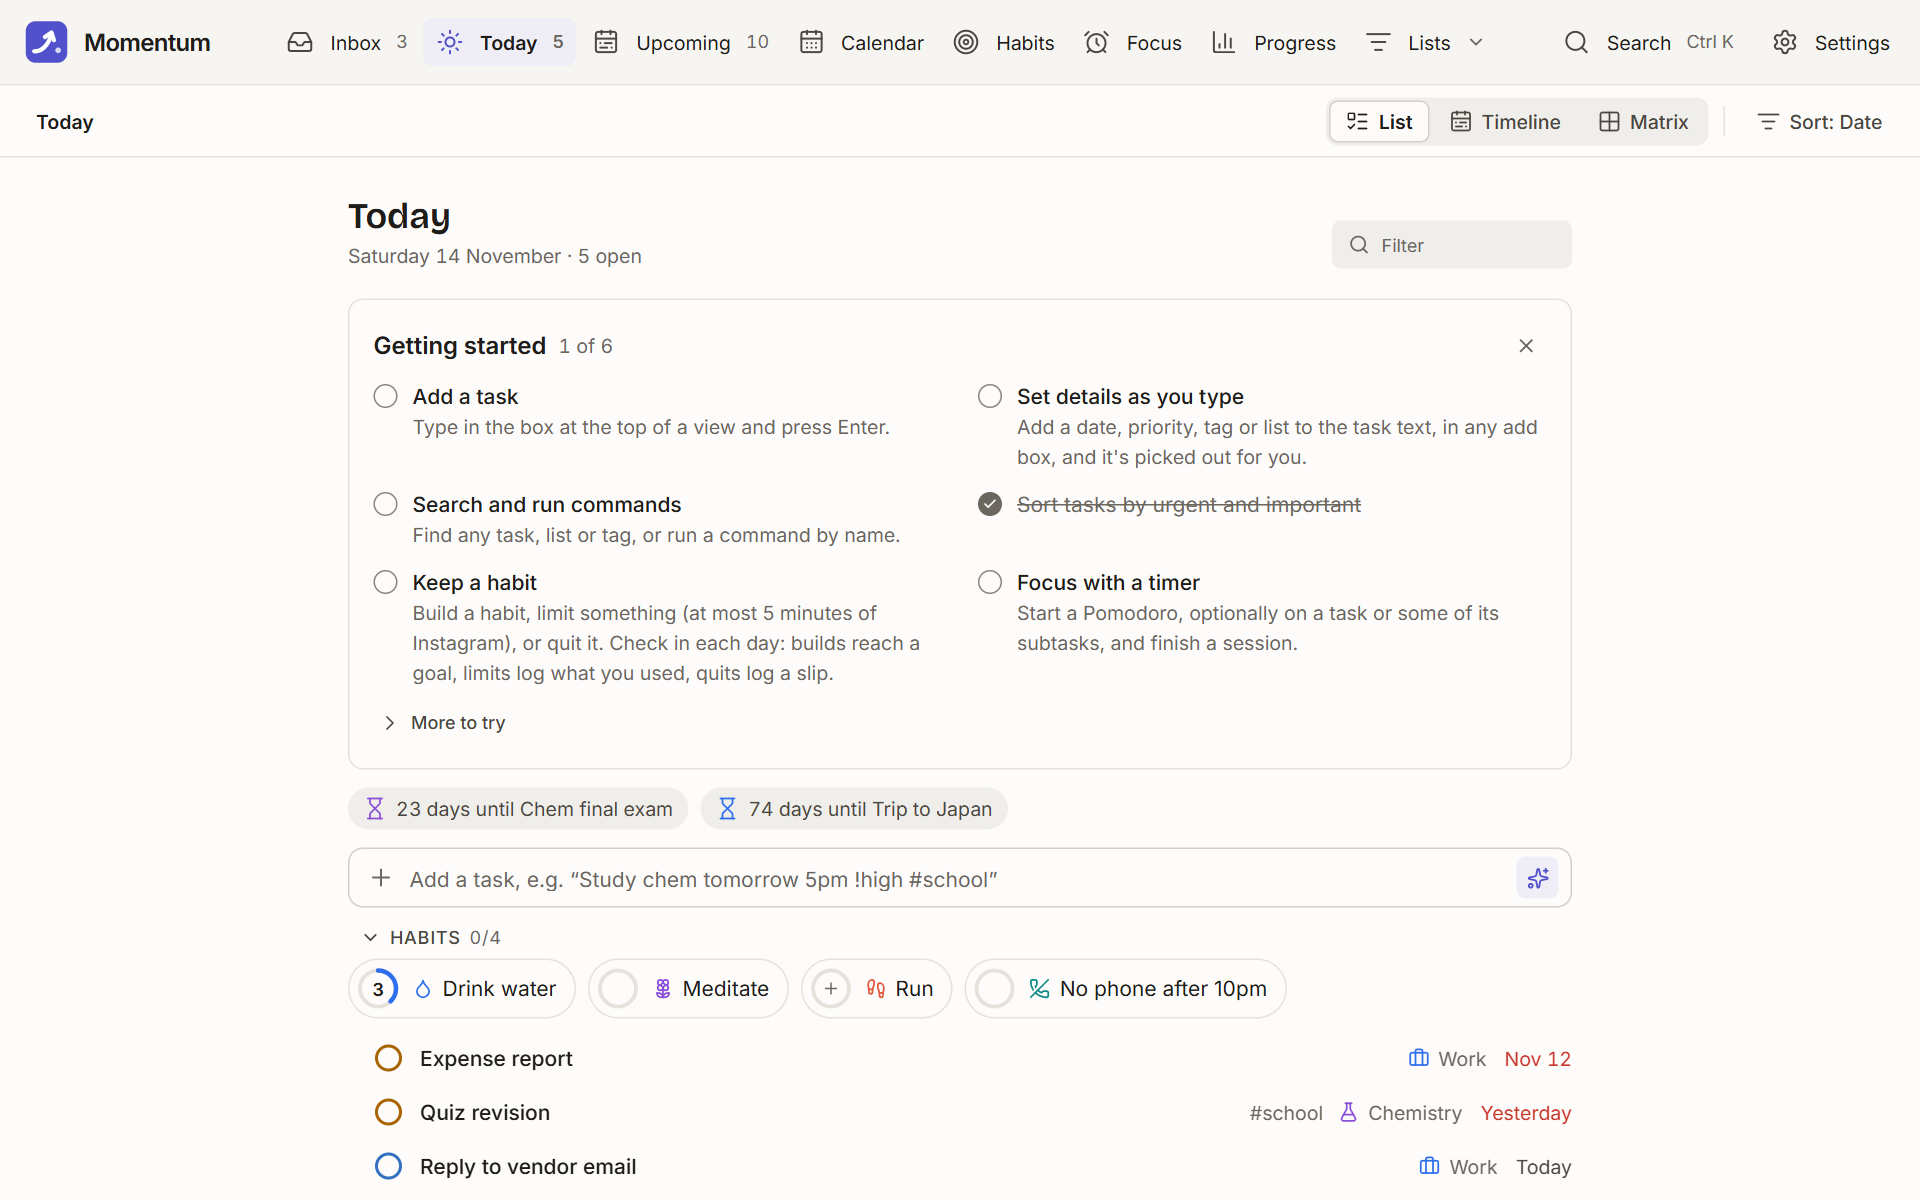 Momentum
Inbox 3
Today 5
Upcoming 10
Calendar
Habits
Focus
Progress
Lists
Search Ctrl K
Settings
Today
List
Timeline
Matrix
Sort: Date
Today
Saturday 14 November · 5 open
Filter
Getting started 1 of 6
Add a task
Type in the box at the top of a view and press Enter.
Set details as you type
Add a date, priority, tag or list to the task text, in any add
box, and it's picked out for you.
Search and run commands
Find any task, list or tag, or run a command by name.
Sort tasks by urgent and important
Keep a habit
Build a habit, limit something (at most 5 minutes of
Instagram), or quit it. Check in each day: builds reach a
goal, limits log what you used, quits log a slip.
Focus with a timer
Start a Pomodoro, optionally on a task or some of its
subtasks, and finish a session.
More to try
23 days until Chem final exam
74 days until Trip to Japan
Add a task, e.g. “Study chem tomorrow 5pm !high #school”
HABITS 0/4
3 Drink water
Meditate
Run
No phone after 10pm
Expense report Work Nov 12
Quiz revision #school Chemistry Yesterday
Reply to vendor email Work Today